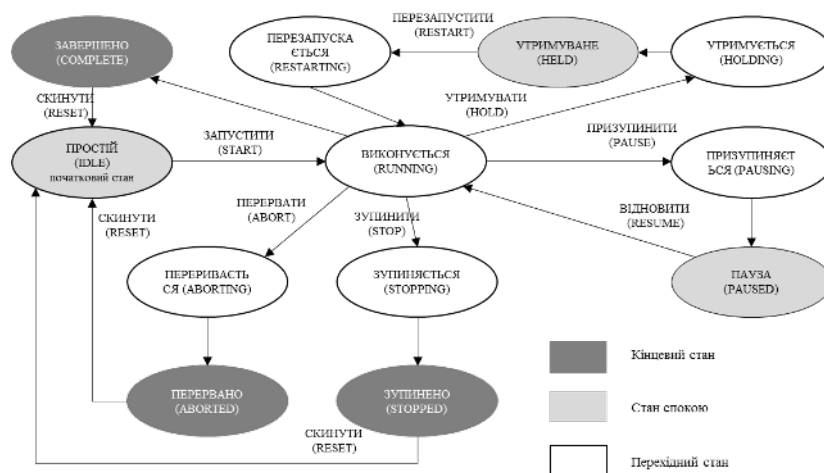 ЗАВЕРШЕНО
(COMPLETE)
ПЕРЕЗАПУСКА
ЄТЬСЯ
(RESTARTING)
ПЕРЕЗАПУСТИТИ
(RESTART)
УТРИМУВАНЕ
(HELD)
УТРИМУЄТЬСЯ
(HOLDING)
СКИНУТИ
(RESET)
УТРИМУВАТИ
(HOLD)
ПРОСТІЙ
(IDLE)
початковий стан
ЗАПУСТИТИ
(START)
ВИКОНУЄТЬСЯ
(RUNNING)
ПРИЗУПИНИТИ
(PAUSE)
ПРИЗУПИНЯЄТ
ЬСЯ (PAUSING)
СКИНУТИ
(RESET)
ПЕРЕРВАТИ
(ABORT)
ЗУПИНИТИ
(STOP)
ВІДНОВИТИ
(RESUME)
ПЕРЕРИВАЄТЬ
СЯ (ABORTING)
ЗУПИНЯЄТЬСЯ
(STOPPING)
ПАУЗА
(PAUSED)
ПЕРЕРВАНО
(ABORTED)
ЗУПИНЕНО
(STOPPED)
СКИНУТИ
(RESET)
Кінцевий стан
Стан спокою
Перехідний стан